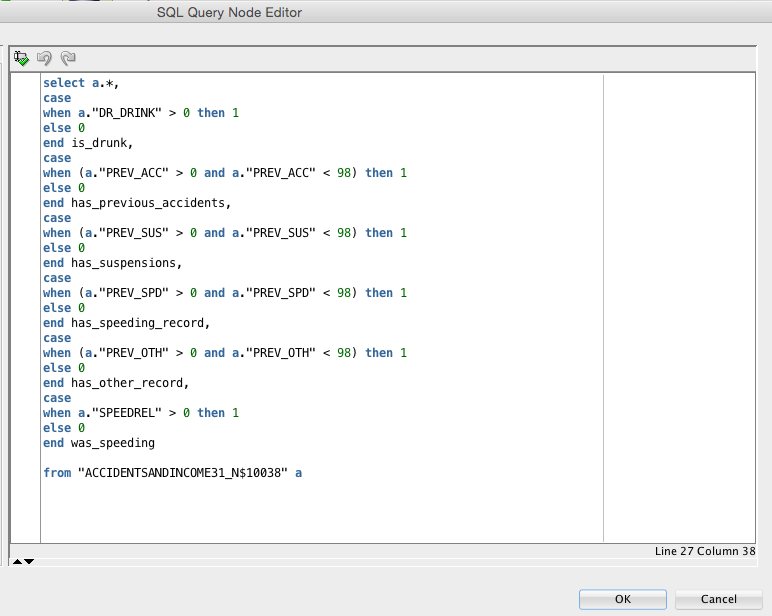 SQL Query Node Editor
select a.*,
case
when a."DR_DRINK" > 0 then 1
else 0
end is_drunk,
case
when (a."PREV_ACC" > 0 and a."PREV_ACC" < 98) then 1
else 0
end has_previous_accidents,
case
when (a."PREV_SUS" > 0 and a."PREV_SUS" < 98) then 1
else 0
end has_suspensions,
case
when (a."PREV_SPD" > 0 and a."PREV_SPD" < 98) then 1
else 0
end has_speeding_record,
case
when (a."PREV_OTH" > 0 and a."PREV_OTH" < 98) then 1
else 0
end has_other_record,
case
when a."SPEEDREL" > 0 then 1
else 0
end was_speeding
from "ACCIDENTSANDINCOME31_N$10038" a
Line 27 Column 38
OK
Cancel